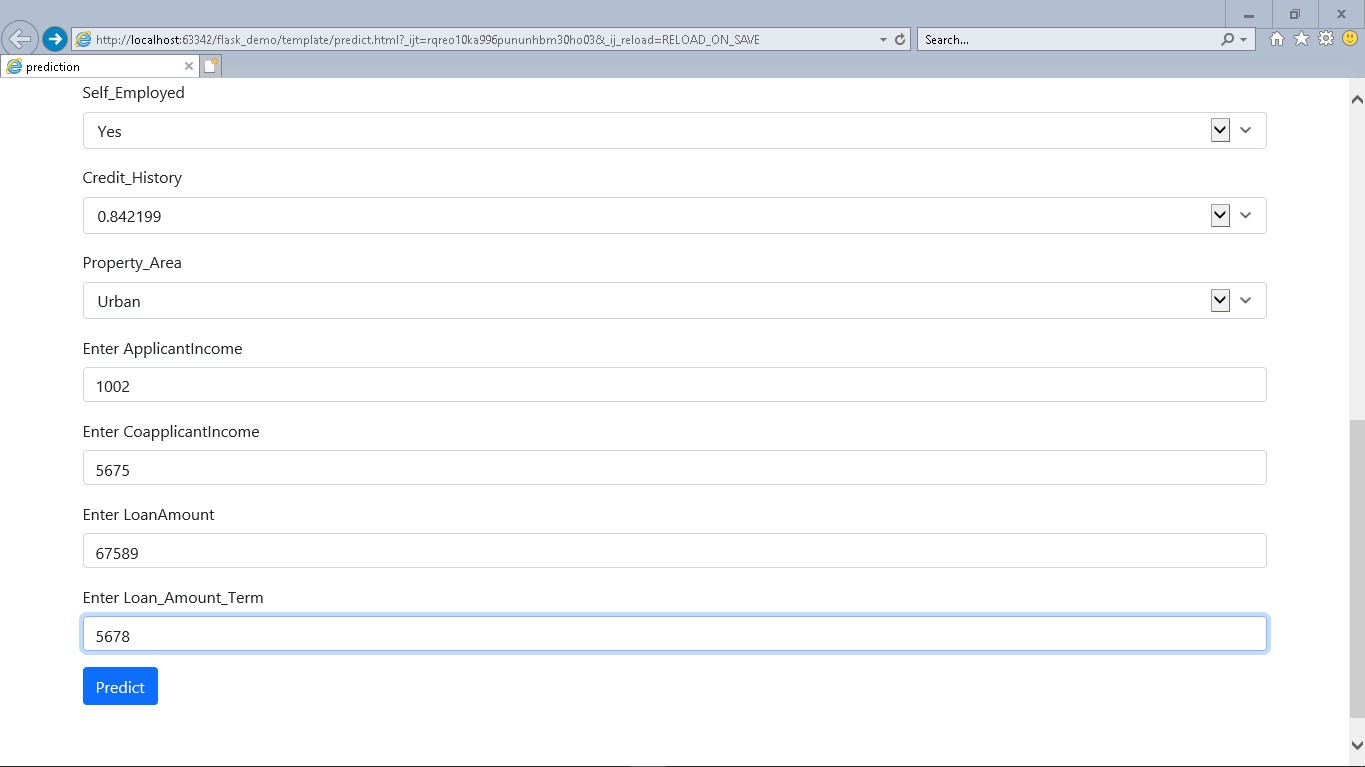 http://localhost:63342/flask_demo/template/predict.html?_ijt=rqreo10ka996pununhbm30ho03&_ij_reload=RELOAD_ON_SAVE
Search...
prediction
Self_Employed
Yes
Credit_History
0.842199
Property_Area
Urban
Enter ApplicantIncome
1002
Enter CoapplicantIncome
5675
Enter LoanAmount
67589
Enter Loan_Amount_Term
5678
Predict